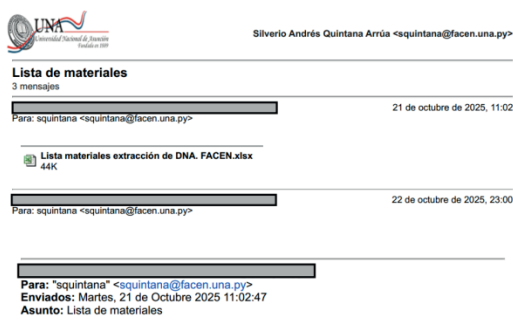 UNA
Universidad Nacional de Asunción
Fundada en 1889
Silverio Andrés Quintana Arrúa <squintana@facen.una.py>
Lista de materiales
3 mensajes
21 de octubre de 2025, 11:02
Para: squintana <squintana@facen.una.py>
Lista materiales extracción de DNA. FACEN.xlsx
44K
22 de octubre de 2025, 23:00
Para: squintana <squintana@facen.una.py>
Para: "squintana" <squintana@facen.una.py>
Enviados: Martes, 21 de Octubre 2025 11:02:47
Asunto: Lista de materiales